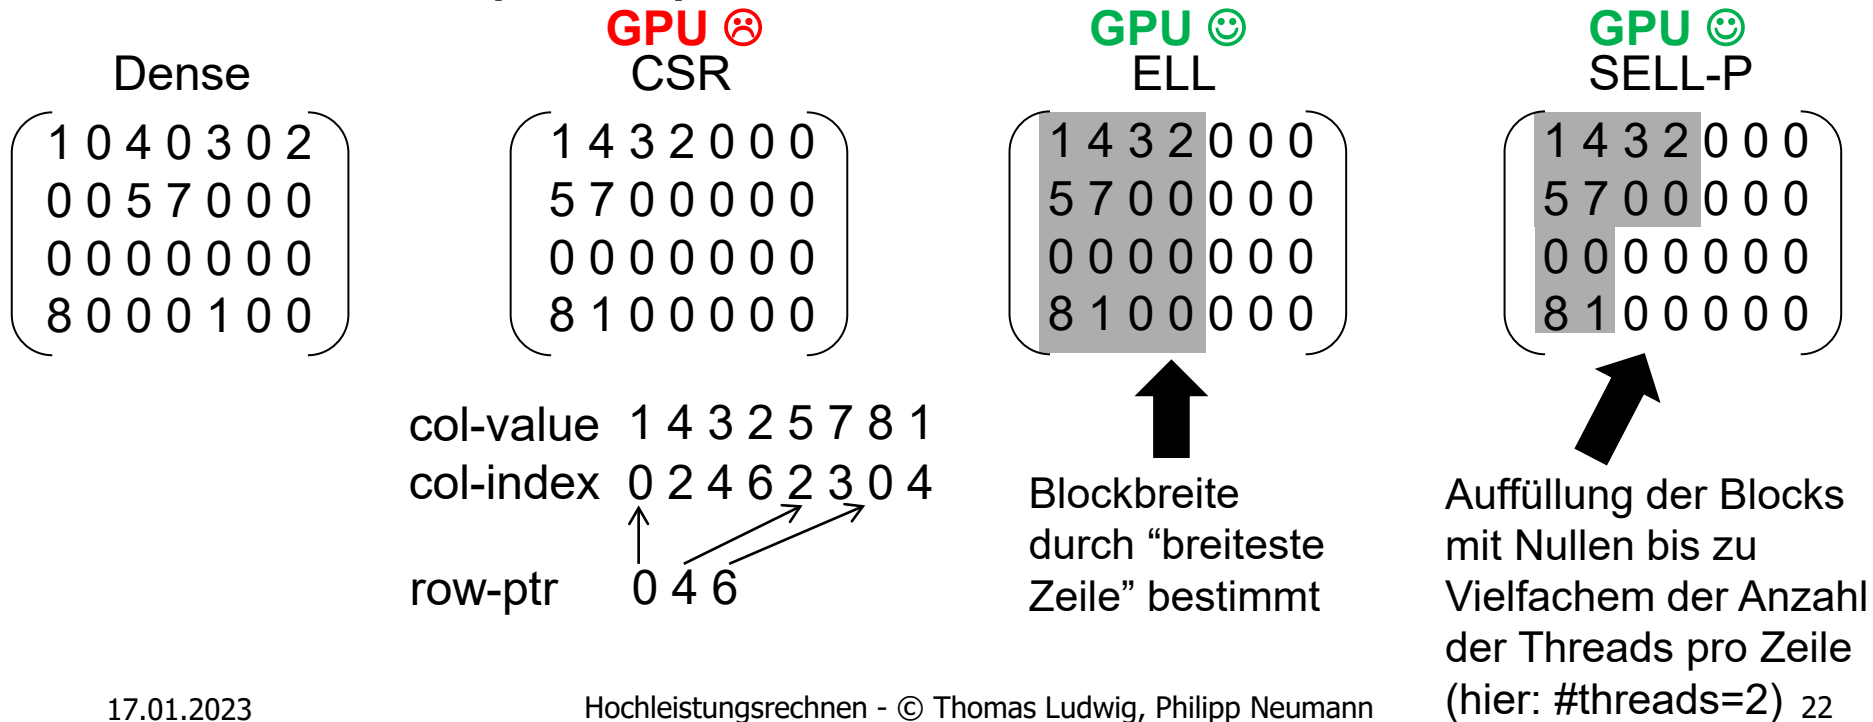 GPU ☹
GPU ☺
GPU ☺
Dense
CSR
ELL
SELL-P
1 0 4 0 3 0 2
0 0 5 7 0 0 0
0 0 0 0 0 0 0
8 0 0 0 1 0 0
1 4 3 2 0 0 0
5 7 0 0 0 0 0
0 0 0 0 0 0 0
8 1 0 0 0 0 0
1 4 3 2 0 0 0
5 7 0 0 0 0 0
0 0 0 0 0 0 0
8 1 0 0 0 0 0
1 4 3 2 0 0 0
5 7 0 0 0 0 0
0 0 0 0 0 0 0
8 1 0 0 0 0 0
col-value 1 4 3 2 5 7 8 1
col-index 0 2 4 6 2 3 0 4
row-ptr 0 4 6
Blockbreite
durch “breiteste
Zeile” bestimmt
Auffüllung der Blocks
mit Nullen bis zu
Vielfachem der Anzahl
der Threads pro Zeile
(hier: #threads=2)
17.01.2023
Hochleistungsrechnen - © Thomas Ludwig, Philipp Neumann
22